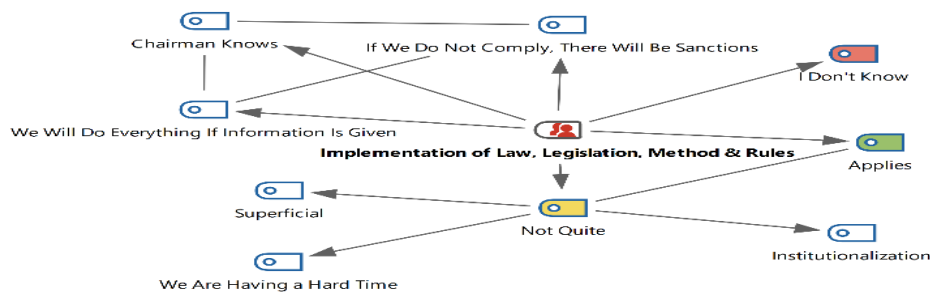 Chairman Knows
If We Do Not Comply, There Will Be Sanctions
I Don't Know
We Will Do Everything If Information Is Given
Implementation of Law, Legislation, Method & Rules
Applies
Superficial
Not Quite
Institutionalization
We Are Having a Hard Time